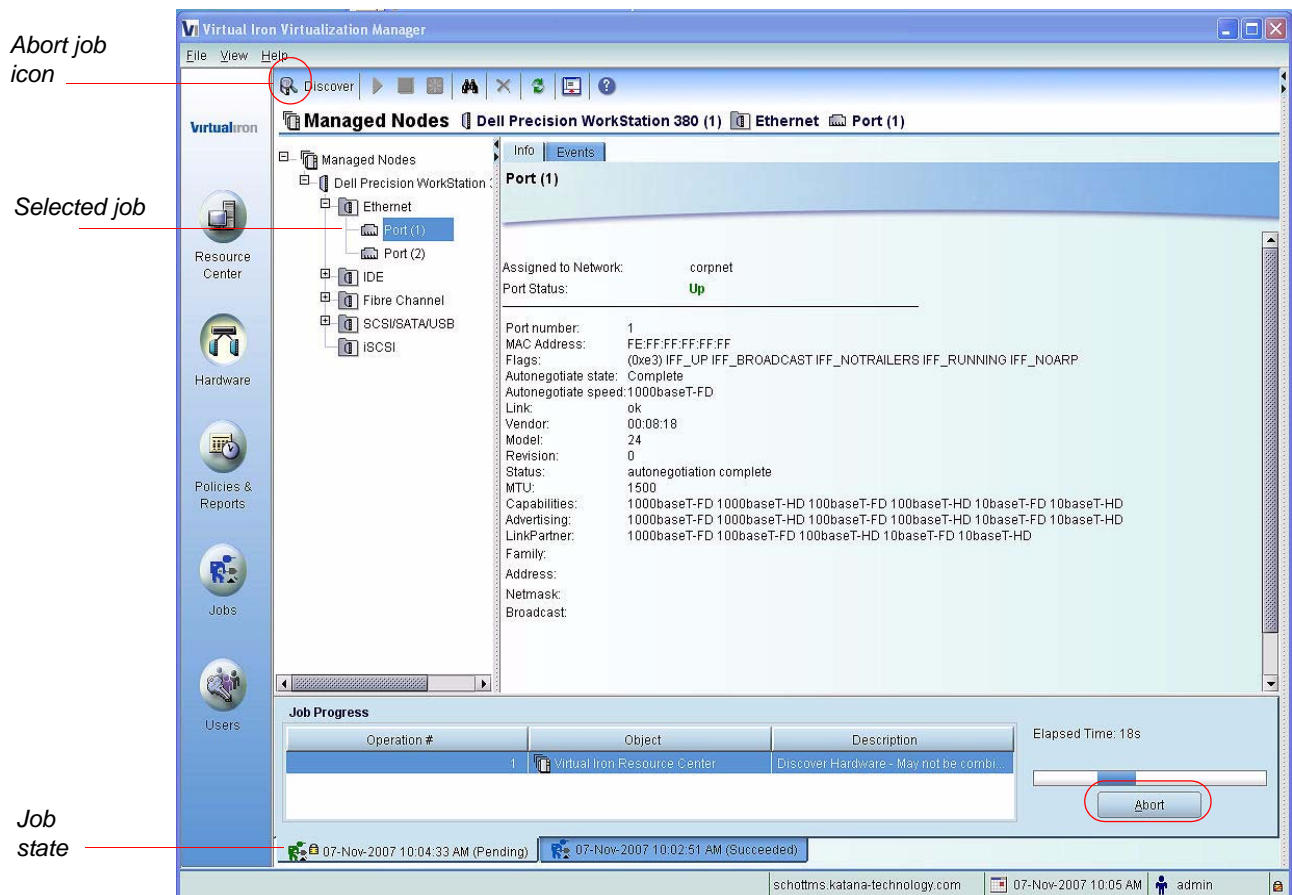 Virtual Iron Virtualization Manager
File View Help
Abort job
icon
Discover
Virtualiron
Managed Nodes Dell Precision WorkStation 380 (1) Ethernet Port (1)
Managed Nodes
Dell Precision WorkStation
Ethernet
Port (1)
Port (2)
IDE
Fibre Channel
SCSI/SATA/USB
iSCSI
Selected job
Resource
Center
Hardware
Policies &
Reports
Jobs
Users
Info Events
Port (1)
Assigned to Network: corpnet
Port Status: Up
Port number: 1
MAC Address: FE:FF:FF:FF:FF:FF
Flags: (0xe3) IFF_UP IFF_BROADCAST IFF_NOTRAILERS IFF_RUNNING IFF_NOARP
Autonegotiate state: Complete
Autonegotiate speed: 1000baseT-FD
Link: ok
Vendor: 00:08:18
Model: 24
Revision: 0
Status: autonegotiation complete
MTU: 1500
Capabilities: 1000baseT-FD 1000baseT-HD 100baseT-FD 100baseT-HD 10baseT-FD 10baseT-HD
Advertising: 1000baseT-FD 1000baseT-HD 100baseT-FD 100baseT-HD 10baseT-FD 10baseT-HD
LinkPartner: 1000baseT-FD 100baseT-FD 100baseT-HD 10baseT-FD 10baseT-HD
Family:
Address:
Netmask:
Broadcast:
Job Progress
Operation # Object Description
1 Virtual Iron Resource Center Discover Hardware - May not be combi...
Elapsed Time: 18s
Abort
Job
state
07-Nov-2007 10:04:33 AM (Pending) 07-Nov-2007 10:02:51 AM (Succeeded)
schottms.katana-technology.com 07-Nov-2007 10:05 AM admin